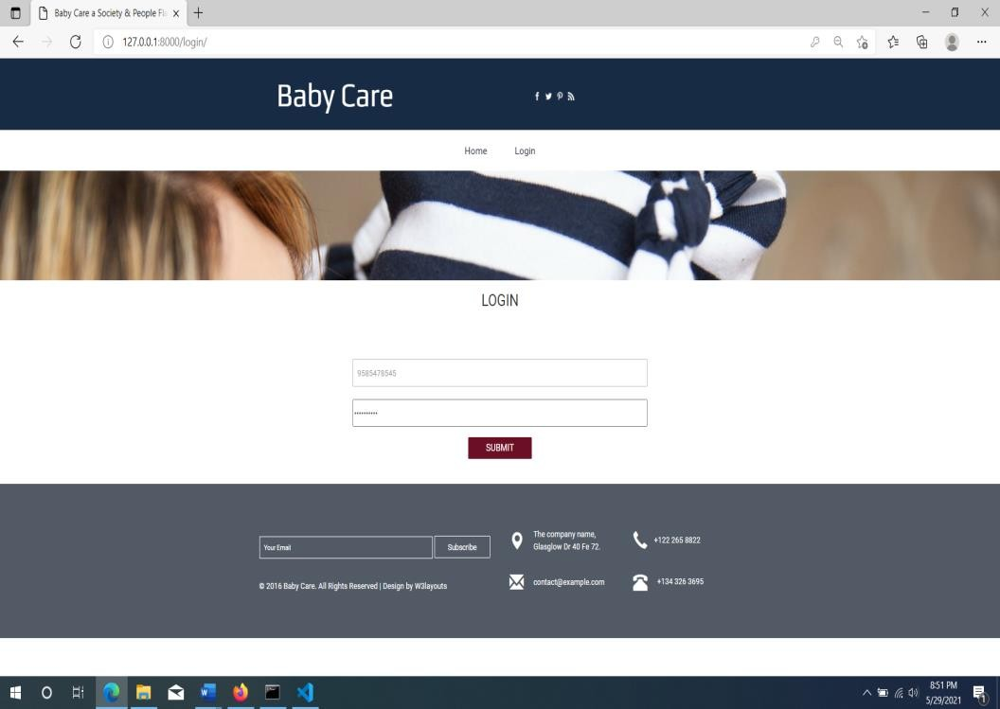 Baby Care a Society & People Fla
127.0.0.1:8000/login/
Baby Care
Home
Login
LOGIN
9585478545
SUBMIT
Your Email
Subscribe
© 2016 Baby Care. All Rights Reserved | Design by W3layouts
The company name,
Glasglow Dr 40 Fe 72.
contact@example.com
+122 265 8822
+134 326 3695
8:51 PM
5/29/2021
1